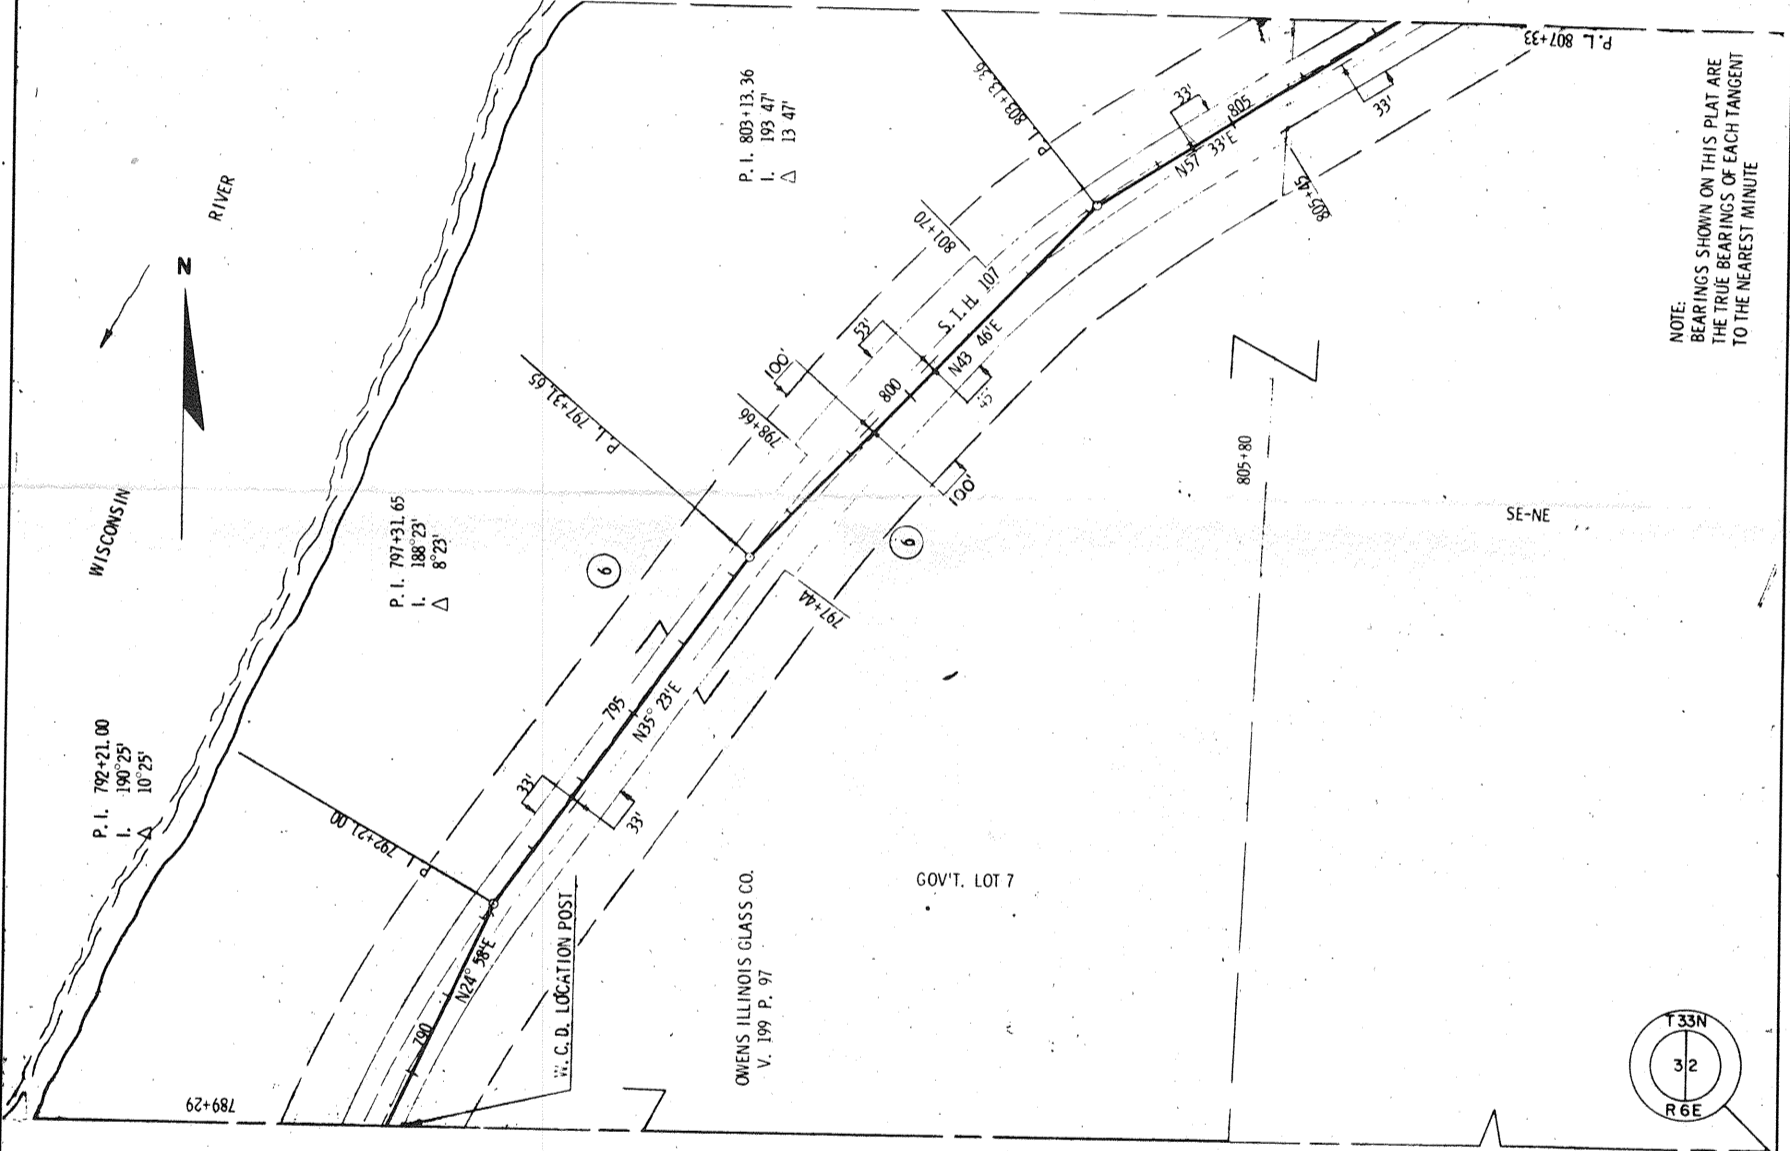 P. L. 807+33
P. I. 803+13.36
I. 193 47'
△ 13 47'
P. I. 803+13.36
33'
805
33'
N57 33'E
805+45
NOTE:
BEARINGS SHOWN ON THIS PLAT ARE
THE TRUE BEARINGS OF EACH TANGENT
TO THE NEAREST MINUTE
RIVER
N
WISCONSIN
801+70
S. T. H. 107
53'
N43 46'E
45'
800
100'
798+66
100'
P. I. 797+31.65
P. I. 797+31.65
I. 188°23'
△ 8°23'
6
6
797+44
805+80
SE-NE
795
N35° 23'E
33'
33'
P. I. 792+21.00
I. 190°25'
△ 10°25'
P. I. 792+21.00
N24° 58'E
790
W. C. D. LOCATION POST
OWENS ILLINOIS GLASS CO.
V. 199 P. 97
GOV'T. LOT 7
789+29
T33N
32
R6E